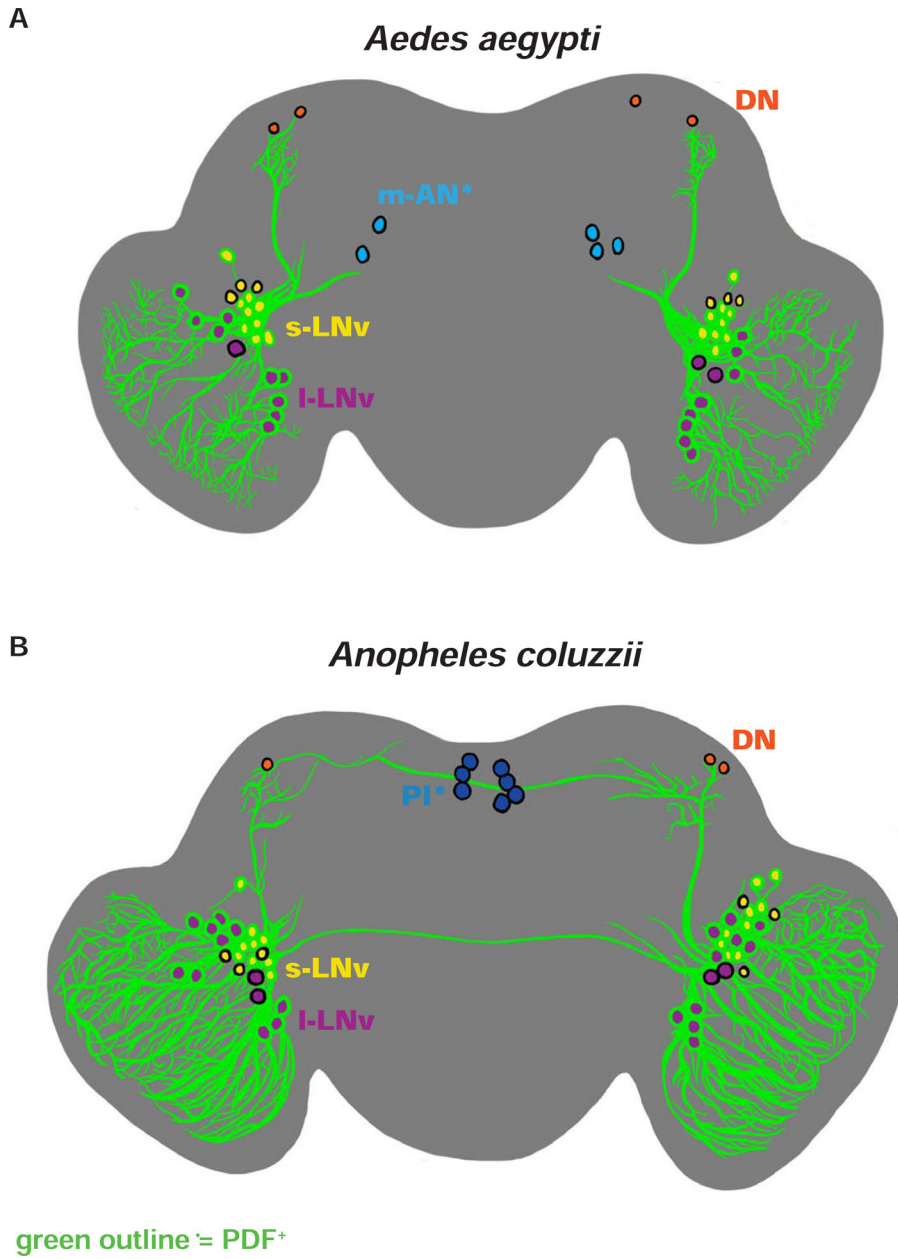 A
Aedes aegypti
DN
m-AN*
s-LNv
l-LNv
B
Anopheles coluzzii
DN
PI*
s-LNv
l-LNv
green outline = PDF⁺